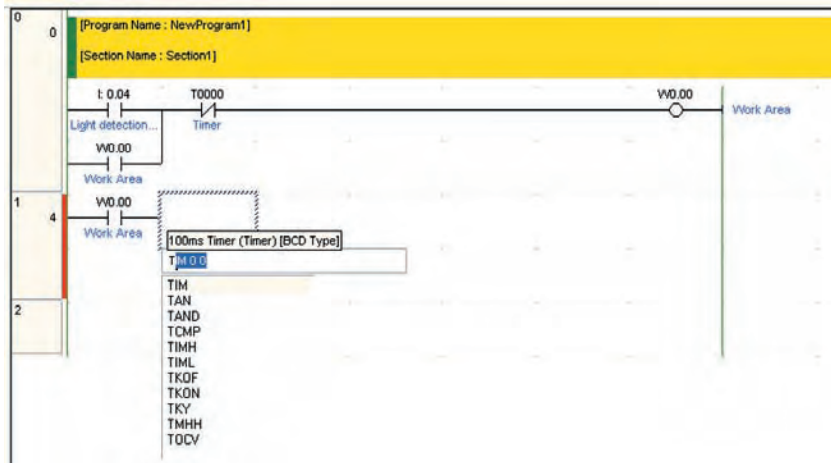 0 0 [Program Name : NewProgram1]
[Section Name : Section1]
I: 0.04 T0000 W0.00
Light detection... Timer Work Area
W0.00
Work Area
1 4 W0.00
Work Area
100ms Timer (Timer) [BCD Type]
TIM 0 0
TIM
TAN
TAND
TCMP
TIMH
TIML
TKOF
TKON
TKY
TMHH
TOCV
2